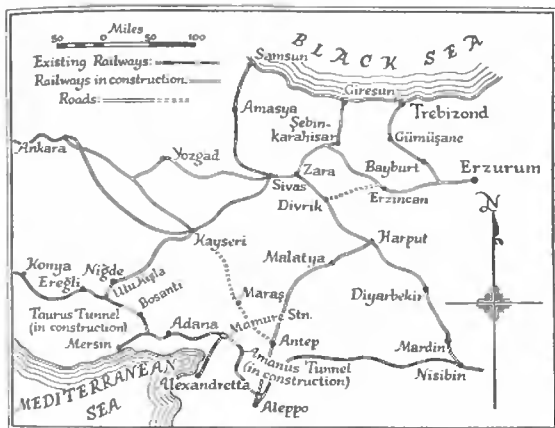 Miles
50 0 50 100
Existing Railways:
Railways in construction
Roads:
BLACK SEA
Samsun
Giresun
Trebizond
Amasya
Şebin-
karahisar
Gümüşane
Ankara
Yozgad
Zara
Bayburt
Erzurum
Sivas
Divrik
Erzincan
N
Kayseri
Harput
Malatya
Konya
Niğde
Ereğli
Ulukışla
Bosantı
Maraş
Diyarbekir
Taurus Tunnel
(in construction)
Mamure Stn.
Adana
Mersin
Antep
Mardin
Amanus Tunnel
(in construction)
Nisibin
MEDITERRANEAN
SEA
Alexandretta
Aleppo